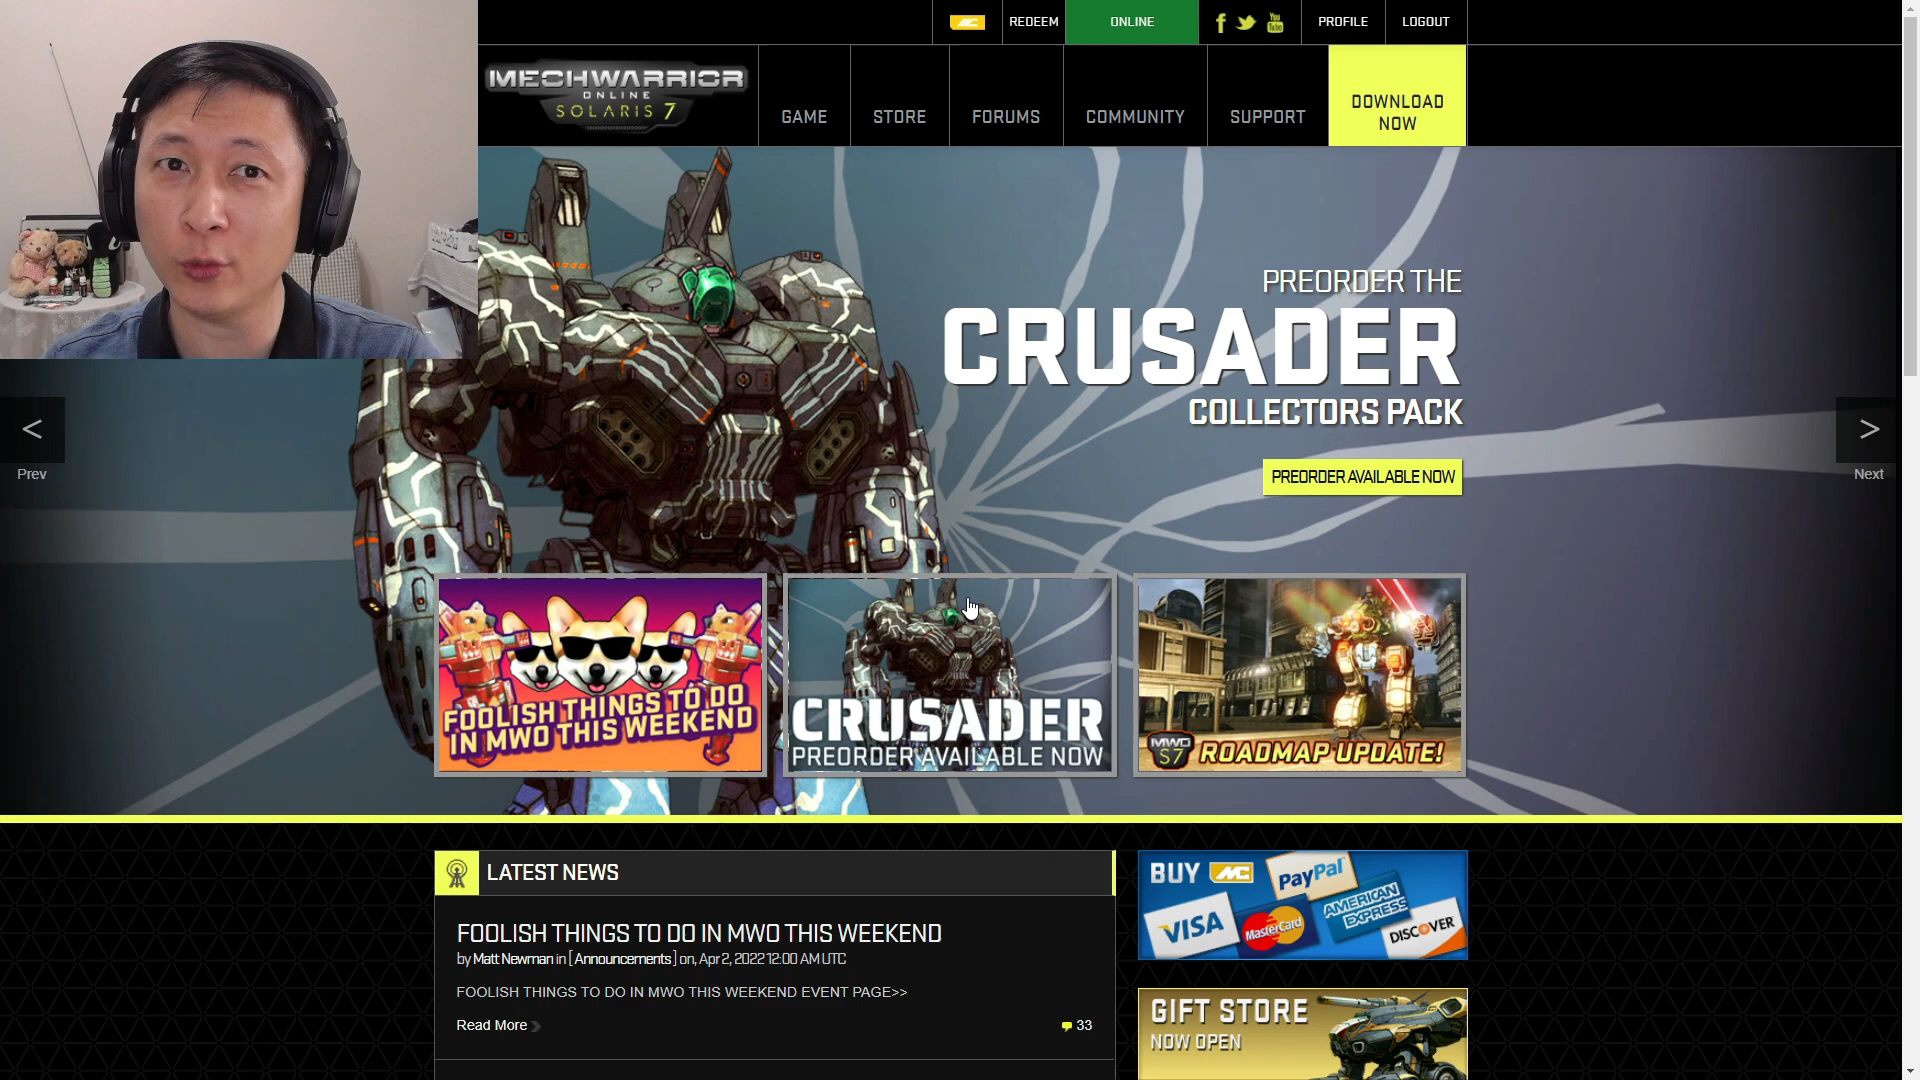 REDEEM
ONLINE
PROFILE
LOGOUT
MECHWARRIOR
ONLINE
SOLARIS 7
GAME
STORE
FORUMS
COMMUNITY
SUPPORT
DOWNLOAD
NOW
PREORDER THE
CRUSADER
COLLECTORS PACK
PREORDER AVAILABLE NOW
<
Prev
>
Next
FOOLISH THINGS TO DO
IN MWO THIS WEEKEND
CRUSADER
PREORDER AVAILABLE NOW
MWO
S7
ROADMAP UPDATE!
LATEST NEWS
FOOLISH THINGS TO DO IN MWO THIS WEEKEND
by Matt Newman in [ Announcements ] on, Apr 2, 2022 12:00 AM UTC
FOOLISH THINGS TO DO IN MWO THIS WEEKEND EVENT PAGE>>
Read More
33
BUY MC
PayPal
VISA
MasterCard
AMERICAN
EXPRESS
DISCOVER
GIFT STORE
NOW OPEN